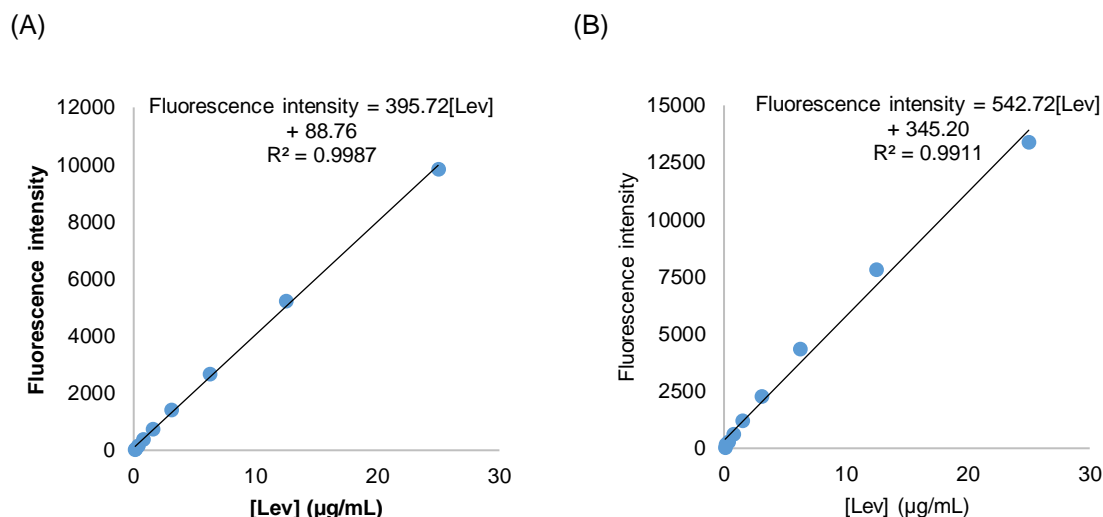 (A)
Fluorescence intensity = 395.72[Lev]
+ 88.76
R² = 0.9987
12000
10000
8000
6000
4000
2000
0
Fluorescence intensity
0
10
20
30
[Lev] (µg/mL)
(B)
Fluorescence intensity = 542.72[Lev]
+ 345.20
R² = 0.9911
15000
12500
10000
7500
5000
2500
0
Fluorescence intensity
0
10
20
30
[Lev] (µg/mL)